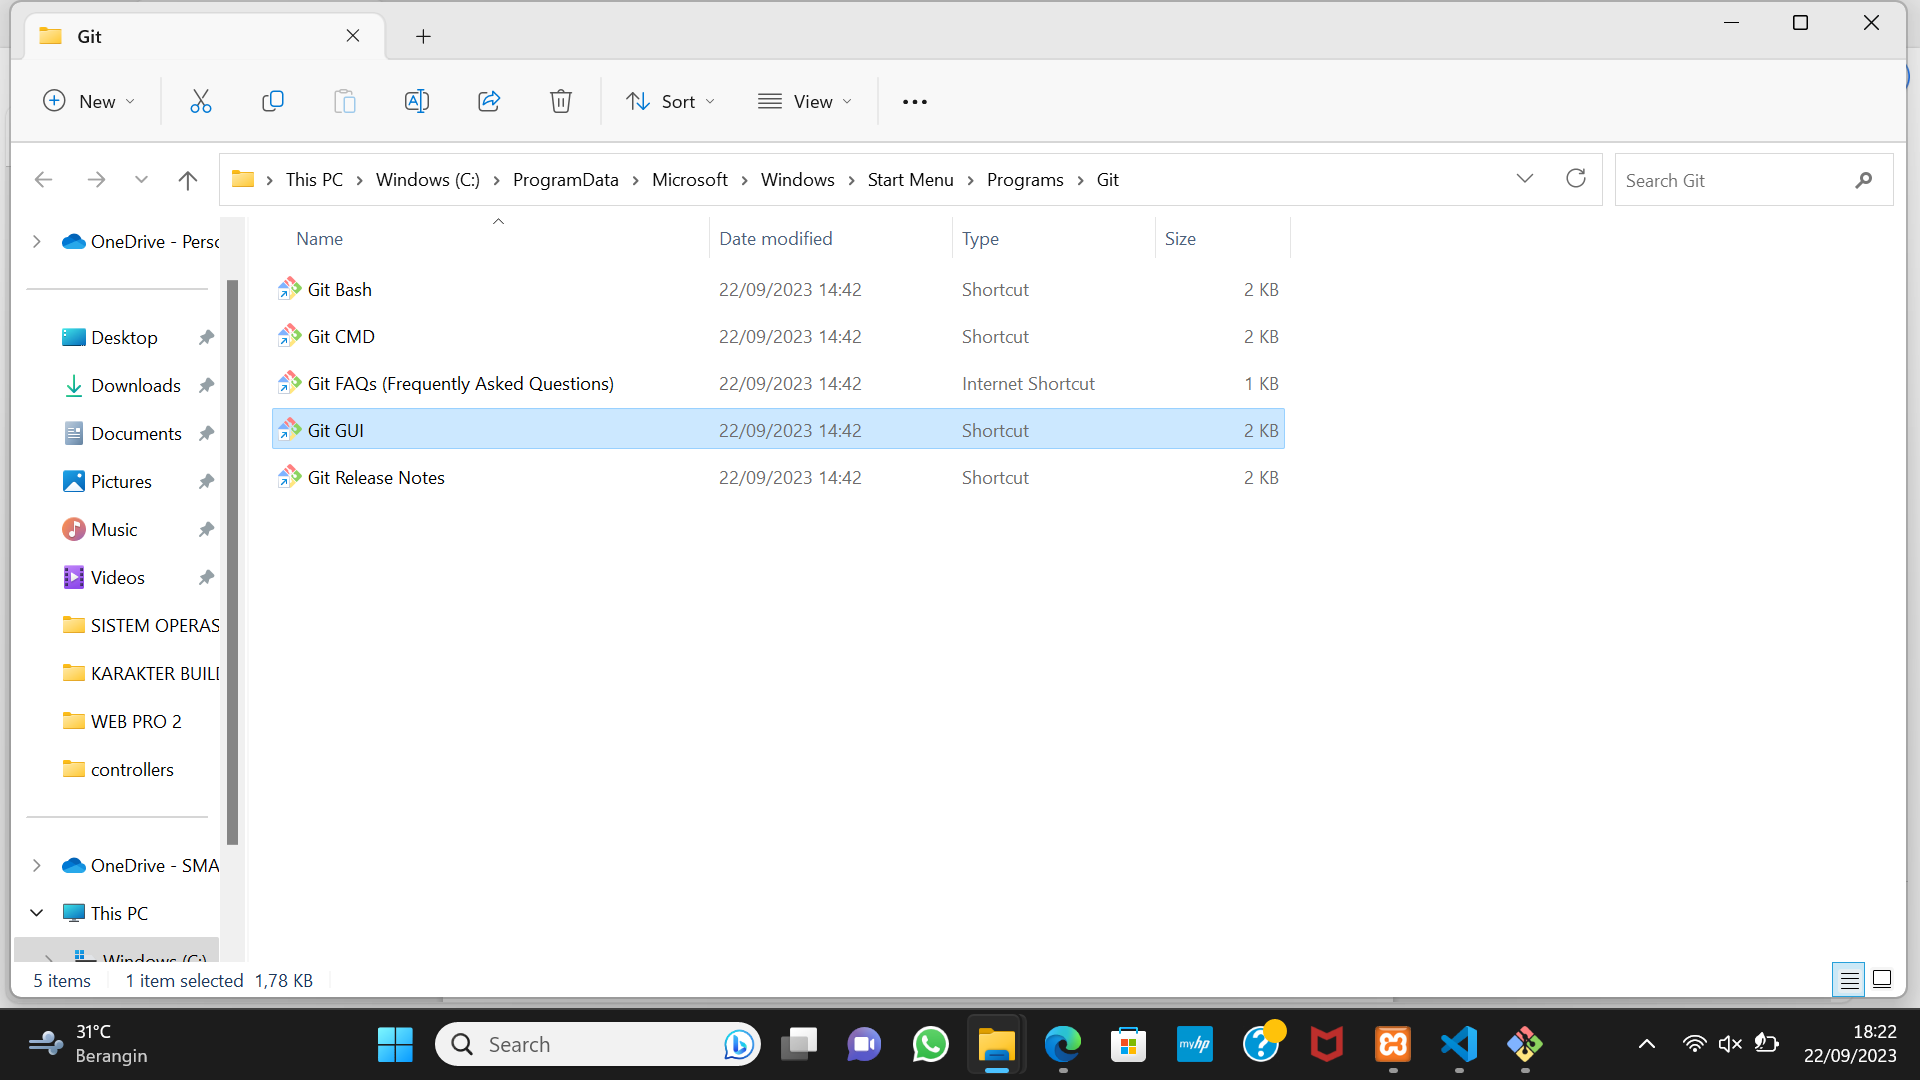 Git
New
Sort
View
This PC
Windows (C:)
ProgramData
Microsoft
Windows
Start Menu
Programs
Git
Search Git
OneDrive - Perso
Desktop
Downloads
Documents
Pictures
Music
Videos
SISTEM OPERAS
KARAKTER BUILD
WEB PRO 2
controllers
OneDrive - SMA
This PC
Windows (C:)
Name Date modified Type Size
Git Bash 22/09/2023 14:42 Shortcut 2 KB
Git CMD 22/09/2023 14:42 Shortcut 2 KB
Git FAQs (Frequently Asked Questions) 22/09/2023 14:42 Internet Shortcut 1 KB
Git GUI 22/09/2023 14:42 Shortcut 2 KB
Git Release Notes 22/09/2023 14:42 Shortcut 2 KB
5 items 1 item selected 1,78 KB
31°C
Berangin
Search
myhp
18:22
22/09/2023